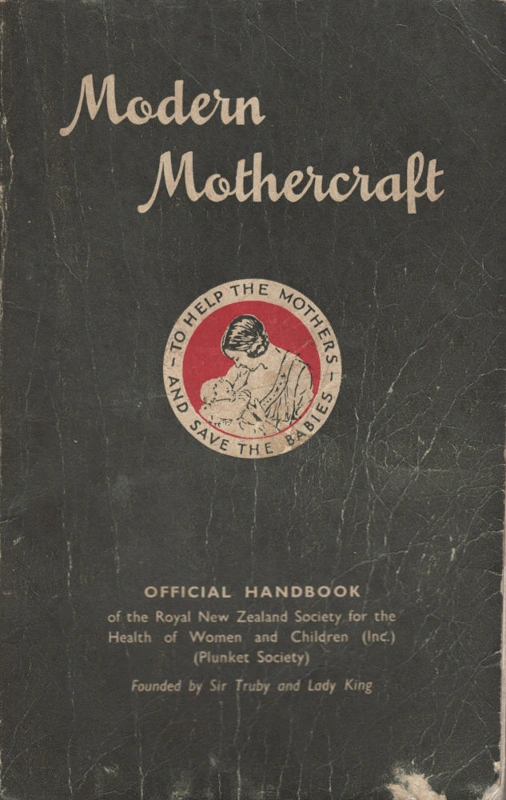 Modern
Mothercraft
– TO HELP THE MOTHERS –
AND SAVE THE BABIES
OFFICIAL HANDBOOK
of the Royal New Zealand Society for the
Health of Women and Children (Inc.)
(Plunket Society)
Founded by Sir Truby and Lady King